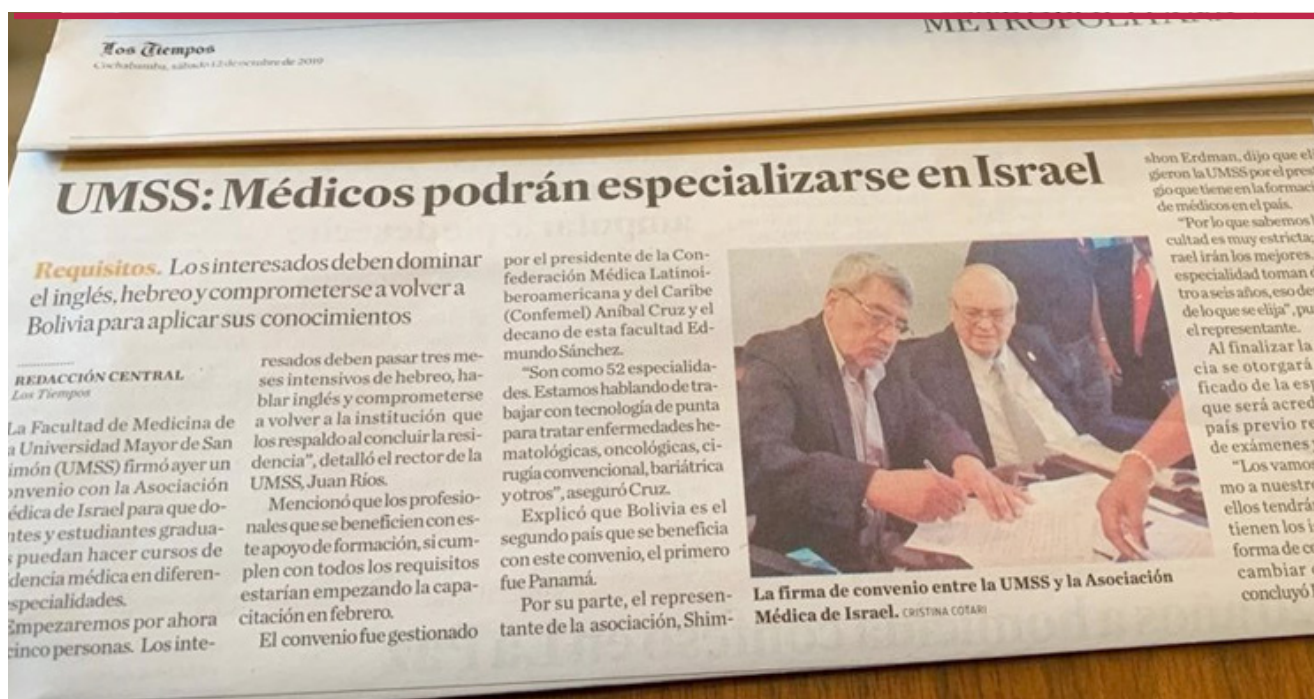 METROPOLITANA
Los Tiempos
Cochabamba, sábado 12 de octubre de 2019
UMSS: Médicos podrán especializarse en Israel
Requisitos. Los interesados deben dominar
el inglés, hebreo y comprometerse a volver a
Bolivia para aplicar sus conocimientos
REDACCIÓN CENTRAL
Los Tiempos
La Facultad de Medicina de
a Universidad Mayor de San
imón (UMSS) firmó ayer un
onvenio con la Asociación
édica de Israel para que do-
ntes y estudiantes gradua-
s puedan hacer cursos de
dencia médica en diferen-
specialidades.
Empezaremos por ahora
cinco personas. Los inte-
resados deben pasar tres me-
ses intensivos de hebreo, ha-
blar inglés y comprometerse
a volver a la institución que
los respaldo al concluir la resi-
dencia”, detalló el rector de la
UMSS, Juan Ríos.
Mencionó que los profesio-
nales que se beneficien con es-
te apoyo de formación, si cum-
plen con todos los requisitos
estarían empezando la capa-
citación en febrero.
El convenio fue gestionado
por el presidente de la Con-
federación Médica Latinoi-
beroamericana y del Caribe
(Confemel) Aníbal Cruz y el
decano de esta facultad Ed-
mundo Sánchez.
“Son como 52 especialida-
des. Estamos hablando de tra-
bajar con tecnología de punta
para tratar enfermedades he-
matológicas, oncológicas, ci-
rugía convencional, bariátrica
y otros”, aseguró Cruz.
Explicó que Bolivia es el
segundo país que se beneficia
con este convenio, el primero
fue Panamá.
Por su parte, el represen-
tante de la asociación, Shim-
La firma de convenio entre la UMSS y la Asociación
Médica de Israel. CRISTINA COTARI
shon Erdman, dijo que eli
gieron la UMSS por el pres
gio que tiene en la formaci
de médicos en el país.
“Por lo que sabemos
cultad es muy estricta;
rael irán los mejores.
especialidad toman
tro a seis años, eso de
de lo que se elija”, pu
el representante.
Al finalizar la
cia se otorgará
ficado de la es
que será acred
país previo re
de exámenes
“Los vamos
mo a nuestro
ellos tendrá
tienen los
forma de c
cambiar
concluyó